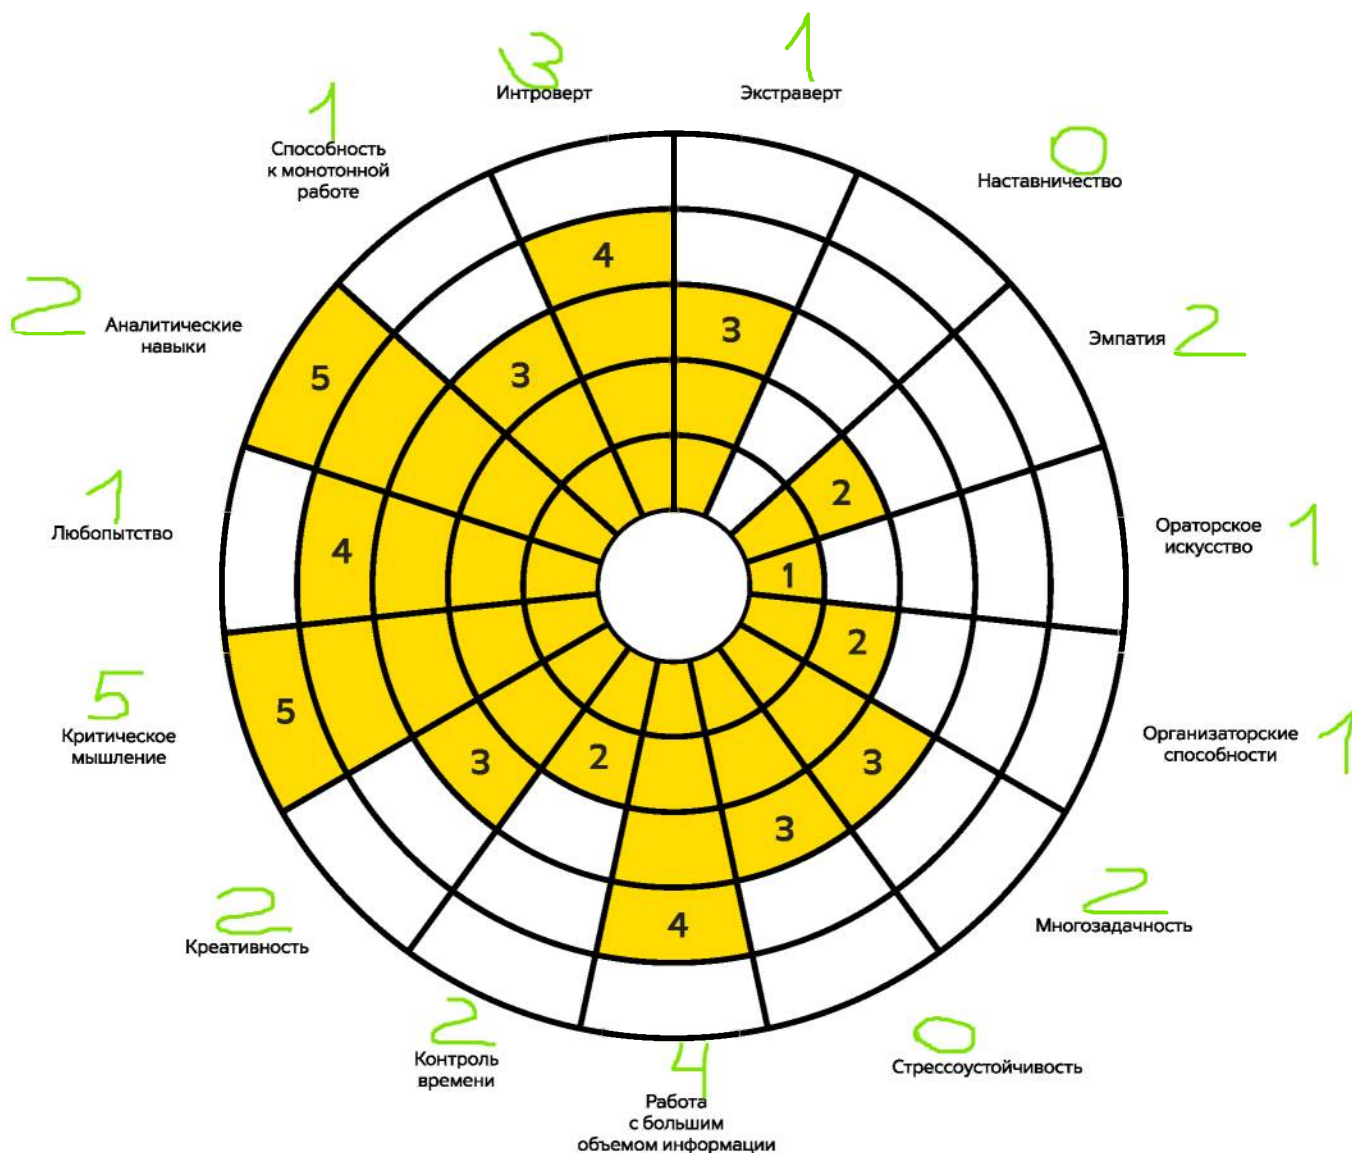 3
1
Интроверт
Экстраверт
1
Способность
к монотонной
работе
0
Наставничество
4
2
Аналитические
навыки
5
3
3
Эмпатия 2
1
Любопытство
4
2
1
Ораторское
искусство
1
5
Критическое
мышление
5
2
Организаторские
способности
1
3
2
3
3
2
Креативность
4
2
Многозадачность
2
Контроль
времени
4
Работа
с большим
объемом информации
0
Стрессоустойчивость